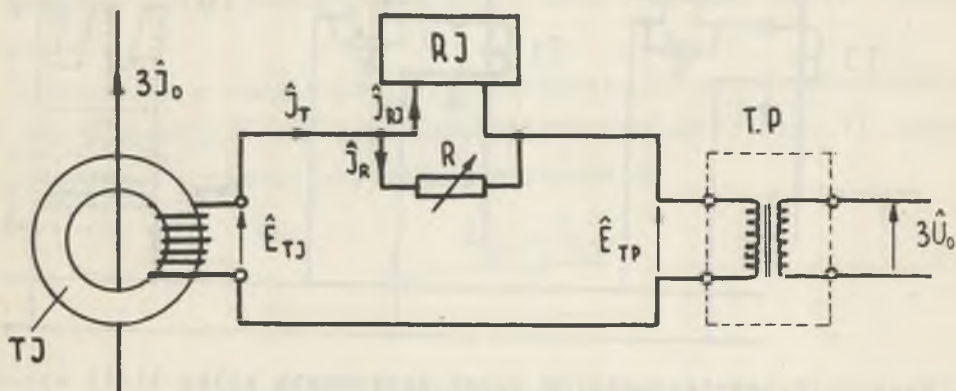 3Ĵ₀
RJ
Ĵ_T
Ĵ_RJ
Ĵ_R
R
T.P
Ê_TJ
Ê_TP
3Û₀
TJ